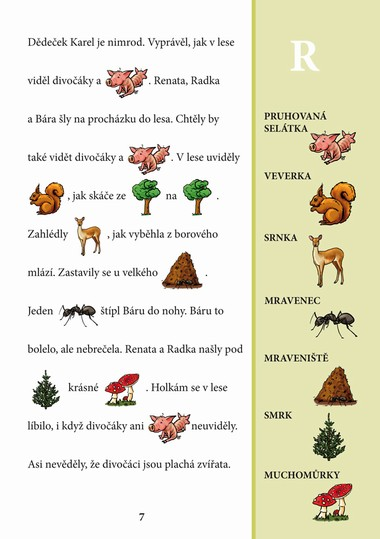 Dědeček Karel je nimrod. Vyprávěl, jak v lese
viděl divočáky a . Renata, Radka
a Bára šly na procházku do lesa. Chtěly by
také vidět divočáky a . V lese uviděly
, jak skáče ze na .
Zahlédly , jak vyběhla z borového
mlází. Zastavily se u velkého .
Jeden štípl Báru do nohy. Báru to
bolelo, ale nebrečela. Renata a Radka našly pod
krásné . Holkám se v lese
líbilo, i když divočáky ani neuviděly.
Asi nevěděly, že divočáci jsou plachá zvířata.
7
R
PRUHOVANÁ
SELÁTKA
VEVERKA
SRNKA
MRAVENEC
MRAVENIŠTĚ
SMRK
MUCHOMŮRKY